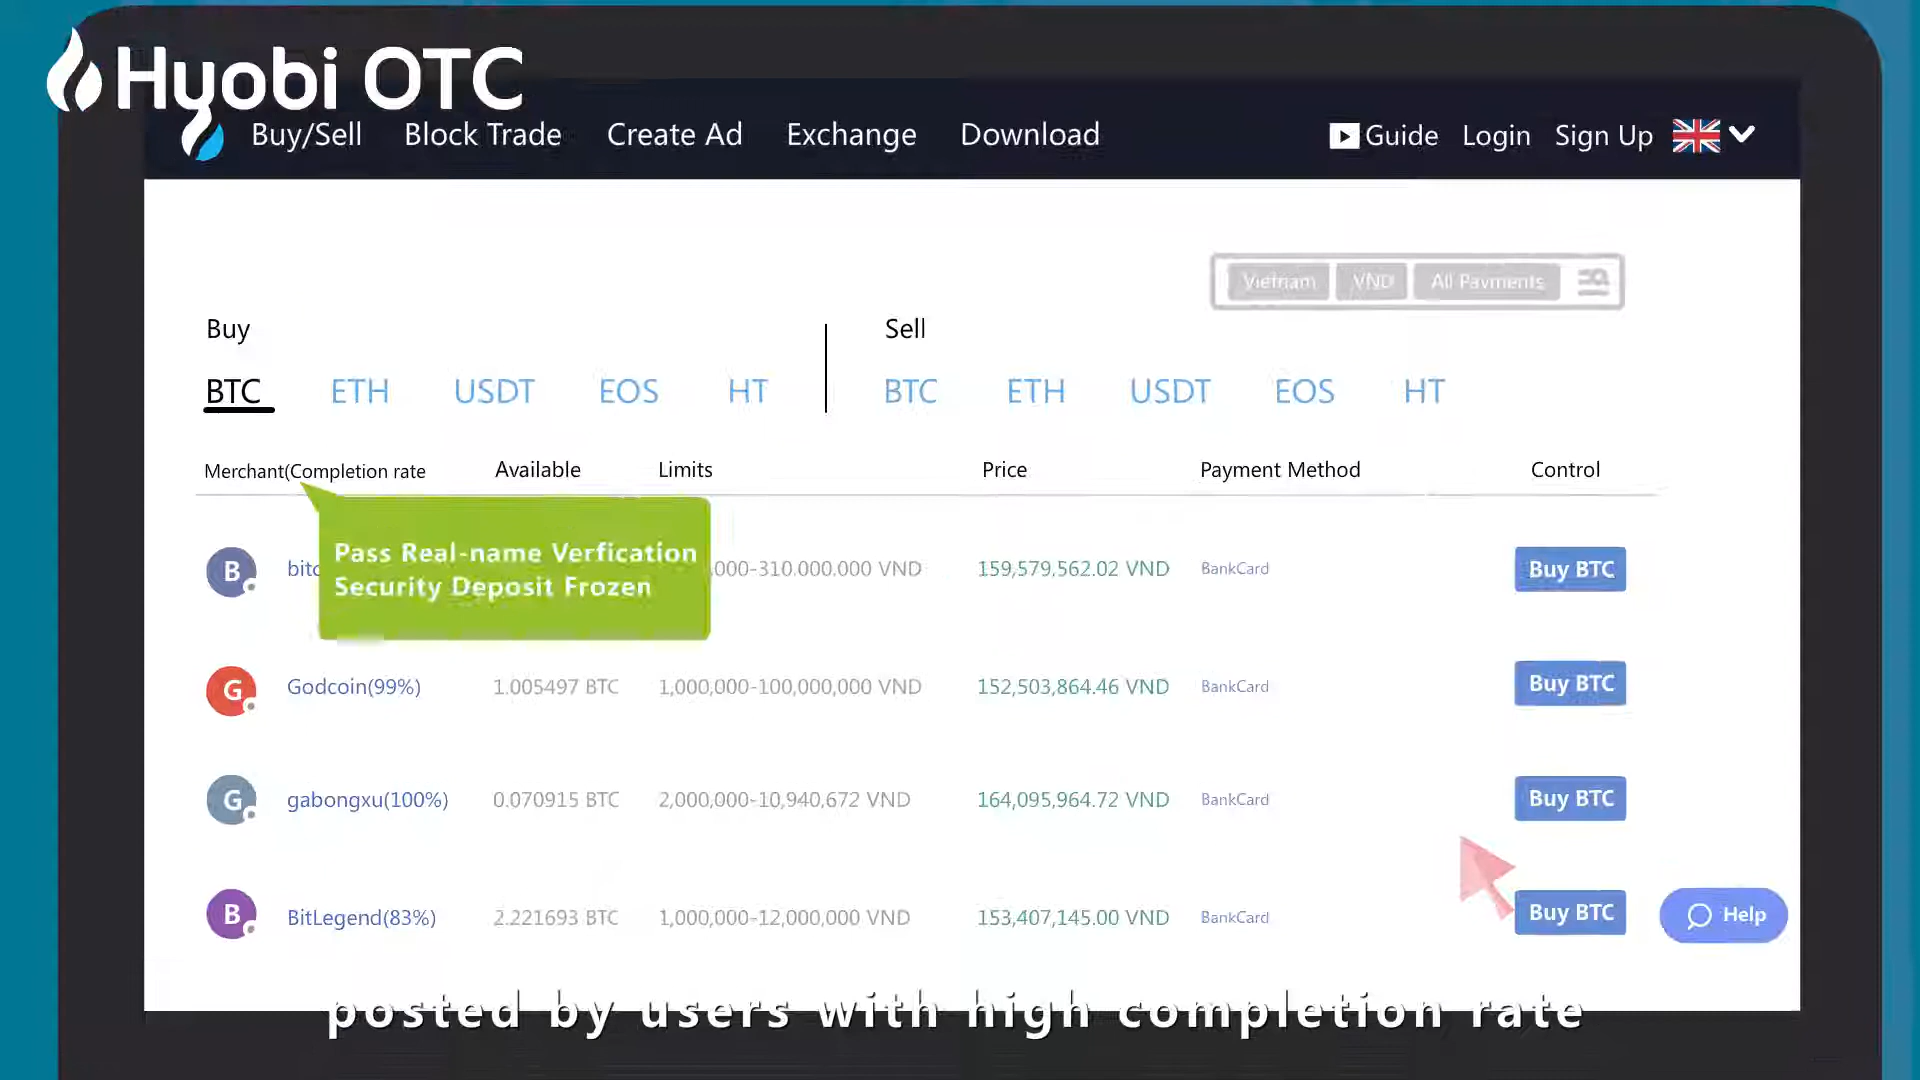 Huobi OTC
Buy/Sell Block Trade Create Ad Exchange Download Guide Login Sign Up
Vietnam VND All Payments
Buy Sell
BTC ETH USDT EOS HT BTC ETH USDT EOS HT
Merchant(Completion rate Available Limits Price Payment Method Control
Pass Real-name Verfication
Security Deposit Frozen
B bitc .000-310.000.000 VND 159,579,562.02 VND BankCard Buy BTC
G Godcoin(99%) 1.005497 BTC 1,000,000-100,000,000 VND 152,503,864.46 VND BankCard Buy BTC
G gabongxu(100%) 0.070915 BTC 2,000,000-10,940,672 VND 164,095,964.72 VND BankCard Buy BTC
B BitLegend(83%) 2.221693 BTC 1,000,000-12,000,000 VND 153,407,145.00 VND BankCard Buy BTC
Help
posted by users with high completion rate